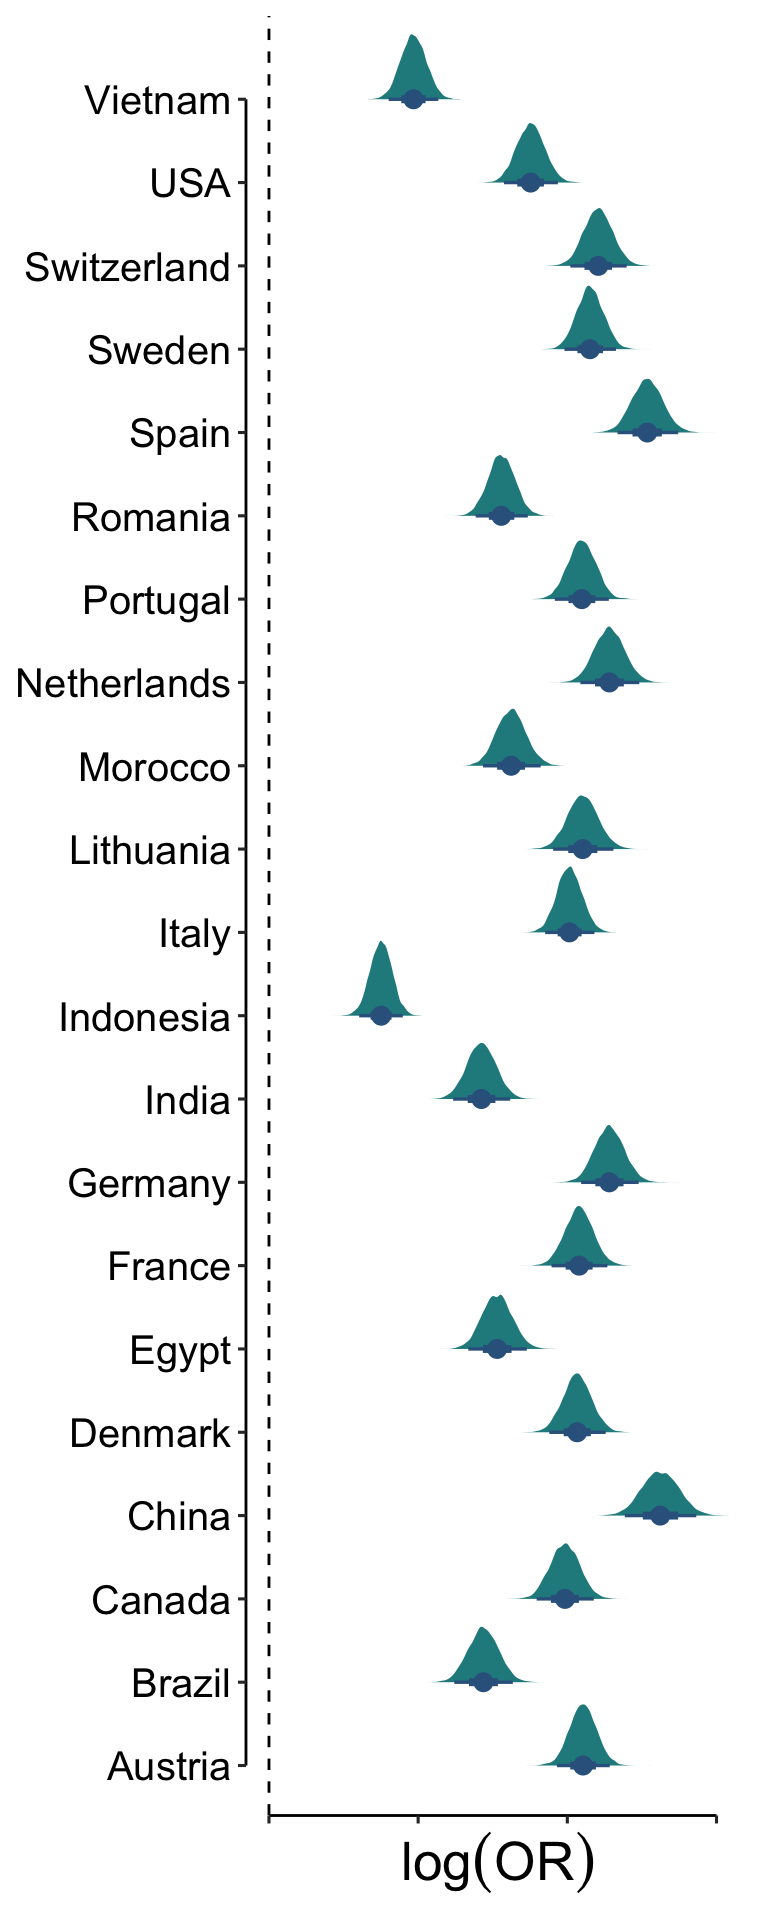 Vietnam
USA
Switzerland
Sweden
Spain
Romania
Portugal
Netherlands
Morocco
Lithuania
Italy
Indonesia
India
Germany
France
Egypt
Denmark
China
Canada
Brazil
Austria
log(OR)